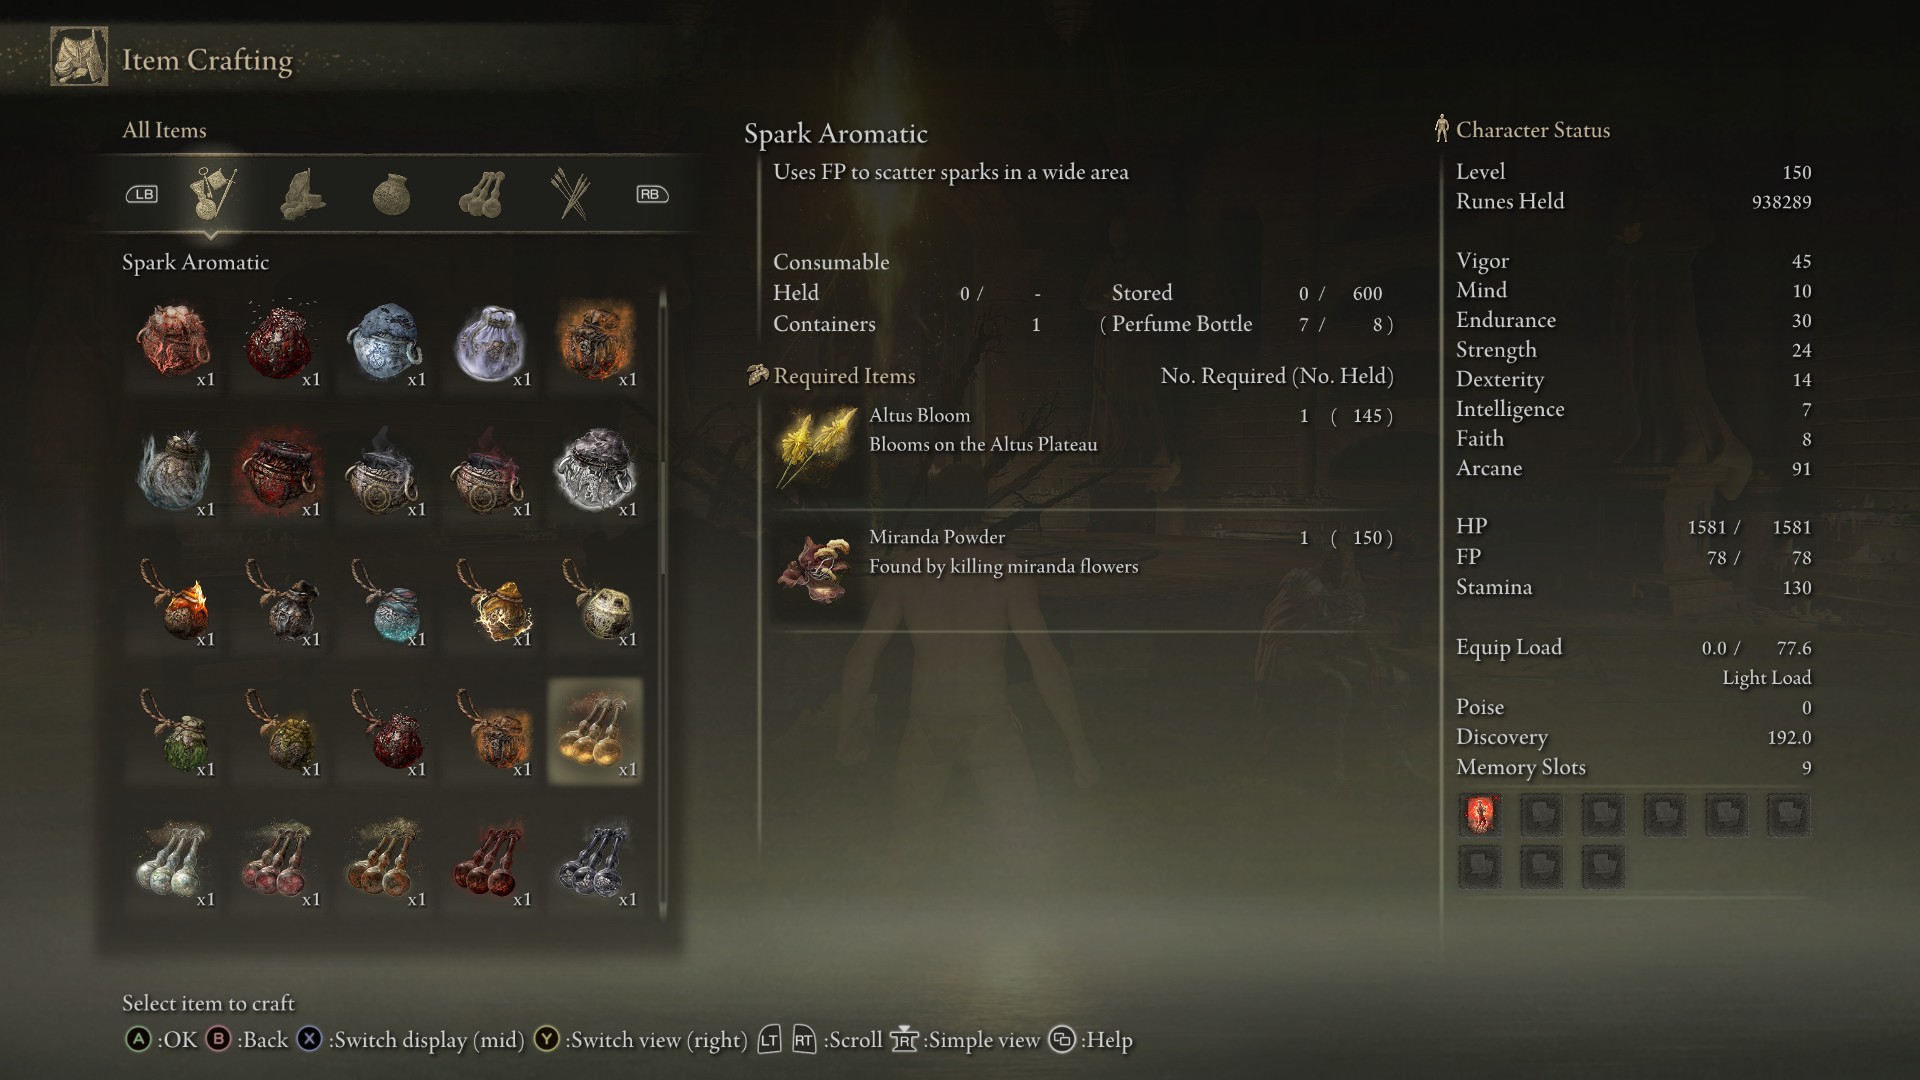 Item Crafting
All Items
LB
RB
Spark Aromatic
x1 x1 x1 x1 x1
x1 x1 x1 x1 x1
x1 x1 x1 x1 x1
x1 x1 x1 x1 x1
x1 x1 x1 x1 x1
Spark Aromatic
Uses FP to scatter sparks in a wide area
Consumable
Held 0 / - Stored 0 / 600
Containers 1 ( Perfume Bottle 7 / 8 )
Required Items No. Required (No. Held)
Altus Bloom 1 ( 145 )
Blooms on the Altus Plateau
Miranda Powder 1 ( 150 )
Found by killing miranda flowers
Character Status
Level 150
Runes Held 938289
Vigor 45
Mind 10
Endurance 30
Strength 24
Dexterity 14
Intelligence 7
Faith 8
Arcane 91
HP 1581 / 1581
FP 78 / 78
Stamina 130
Equip Load 0.0 / 77.6
Light Load
Poise 0
Discovery 192.0
Memory Slots 9
Select item to craft
A :OK B :Back X :Switch display (mid) Y :Switch view (right) LT RT :Scroll R :Simple view :Help